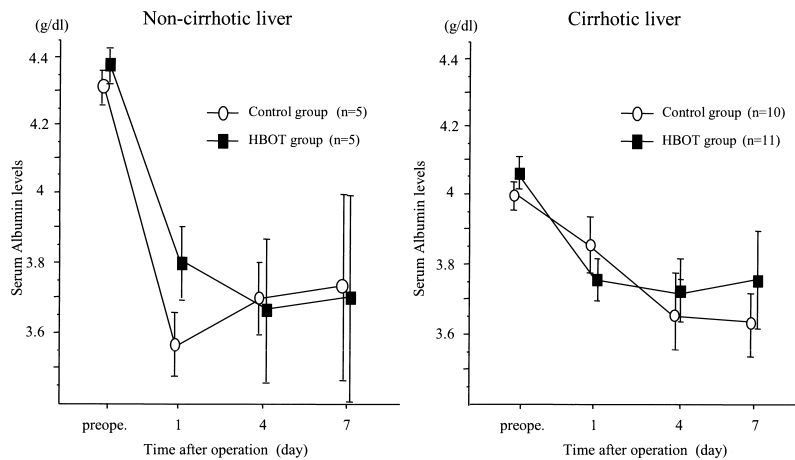 Non-cirrhotic liver
(g/dl)
4.4
4.2
4
3.8
3.6
Serum Albumin levels
Control group (n=5)
HBOT group (n=5)
preope. 1 4 7
Time after operation (day)
Cirrhotic liver
(g/dl)
4.4
4.2
4
3.8
3.6
Serum Albumin levels
Control group (n=10)
HBOT group (n=11)
preope. 1 4 7
Time after operation (day)